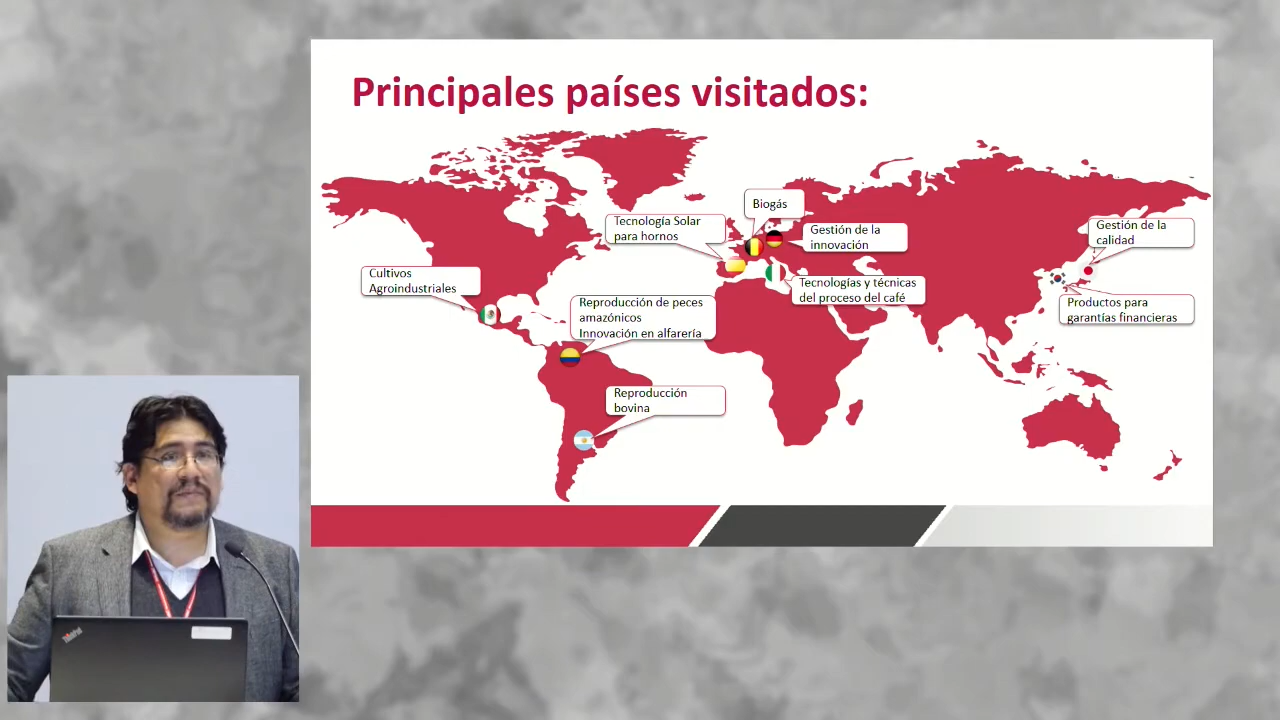 Principales países visitados:
Biogás
Tecnología Solar
para hornos
Gestión de la
innovación
Gestión de la
calidad
Cultivos
Agroindustriales
Tecnologías y técnicas
del proceso del café
Reproducción de peces
amazónicos
Innovación en alfarería
Productos para
garantías financieras
Reproducción
bovina
ThinkPad